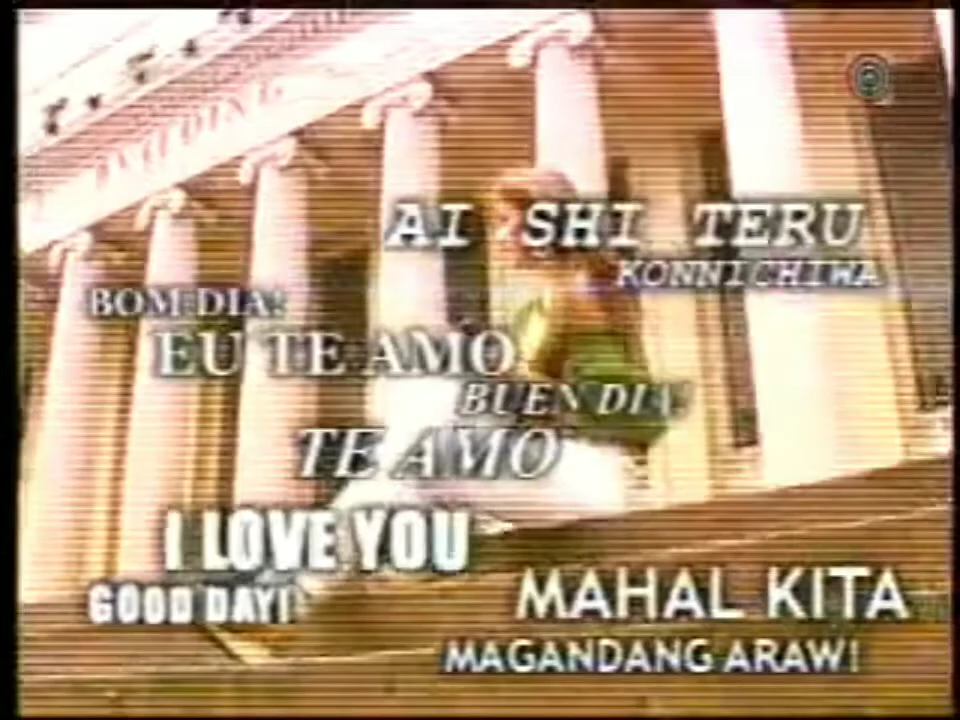 AI SHI TERU
KONNICHIWA
BOM DIA!
EU TE AMO
BUEN DIA!
TE AMO
I LOVE YOU
GOOD DAY!
MAHAL KITA
MAGANDANG ARAW!